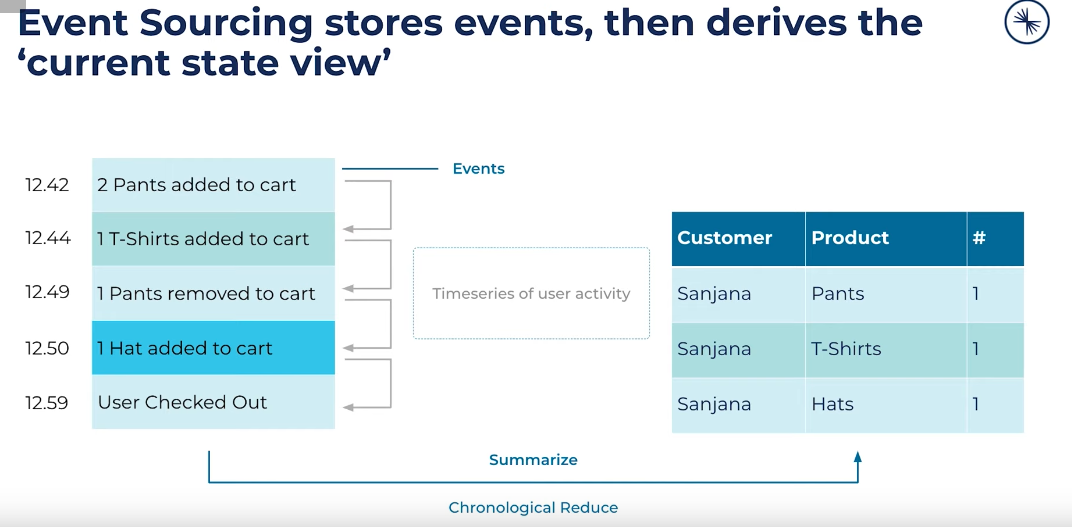 Event Sourcing stores events, then derives the
‘current state view’
12.42 2 Pants added to cart
Events
12.44 1 T-Shirts added to cart
12.49 1 Pants removed to cart
12.50 1 Hat added to cart
12.59 User Checked Out
Timeseries of user activity
Customer Product #
Sanjana Pants 1
Sanjana T-Shirts 1
Sanjana Hats 1
Summarize
Chronological Reduce